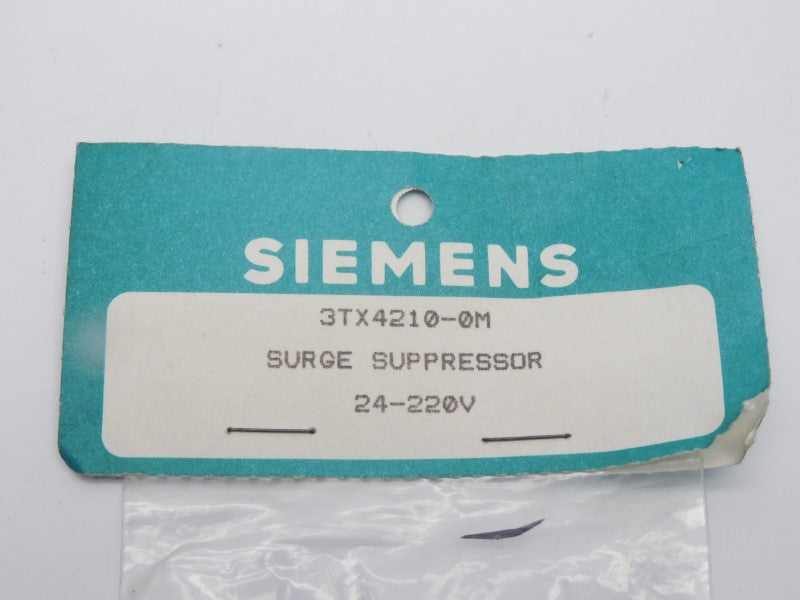 SIEMENS
3TX4210-0M
SURGE SUPPRESSOR
24-220V